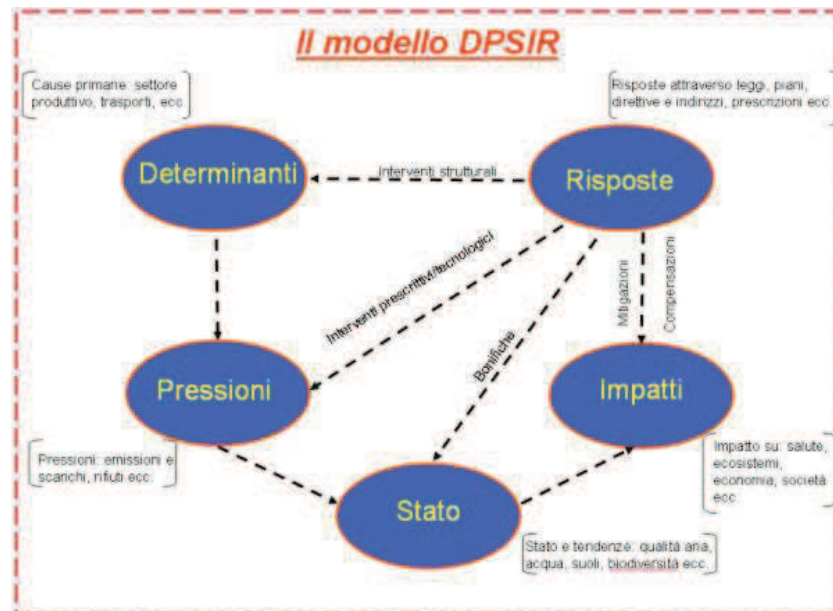 Il modello DPSIR
Cause primarie: settore
produttivo, trasporti, ecc
Risposte attraverso leggi, piani,
direttive e indirizzi, prescrizioni ecc
Determinanti
Interventi strutturali
Risposte
Interventi prescrittivi/tecnologici
Bonifiche
Mitigazioni
Compensazioni
Pressioni
Impatti
Pressioni: emissioni e
scarichi, rifiuti ecc.
Impatto su: salute,
ecosistemi,
economia, società
ecc
Stato
Stato e tendenze: qualità aria,
acqua, suoli, biodiversità ecc.